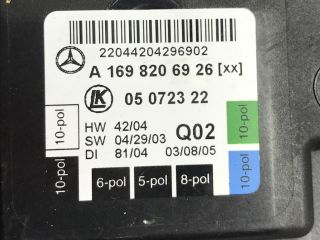 22044204296902
A 169 820 69 26 [xx]
LK
05 0723 22
HW 42/04
SW 04/29/03
DI 81/04
Q02
03/08/05
10-pol
10-pol
10-pol
10-pol
6-pol
5-pol
8-pol